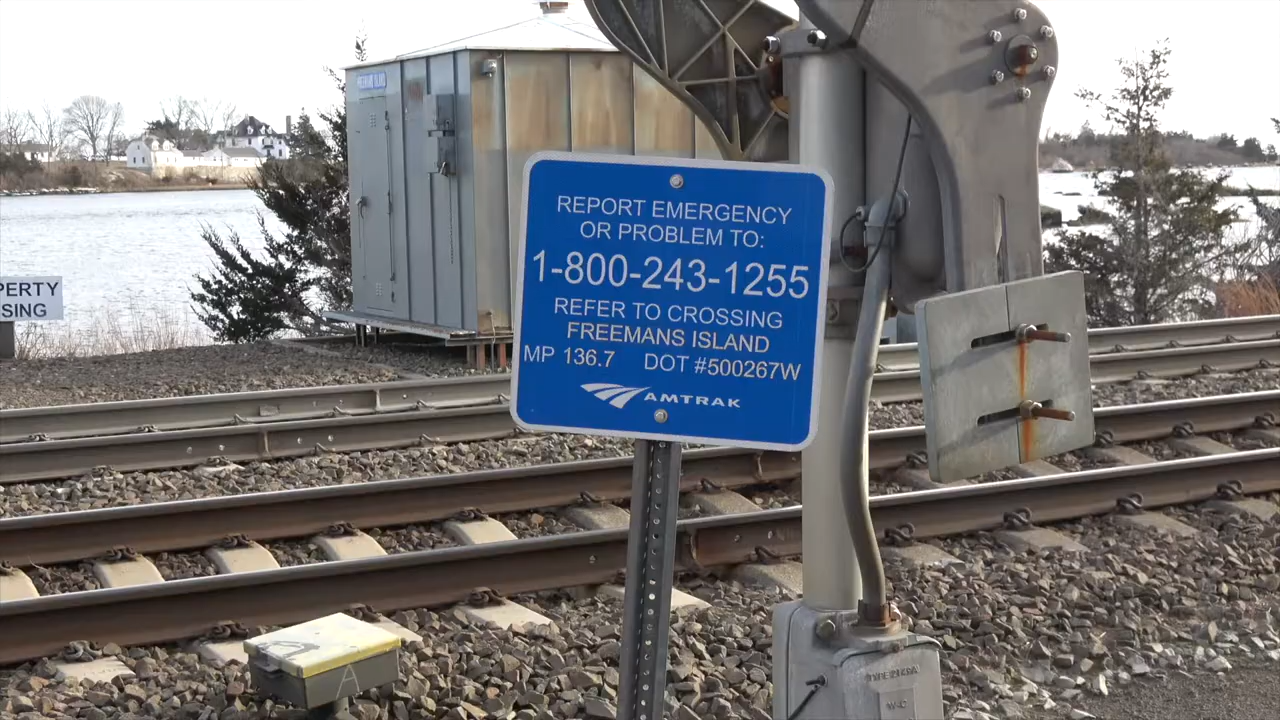 REPORT EMERGENCY
OR PROBLEM TO:
1-800-243-1255
REFER TO CROSSING
FREEMANS ISLAND
MP 136.7 DOT #500267W
AMTRAK
PERTY
SING
A